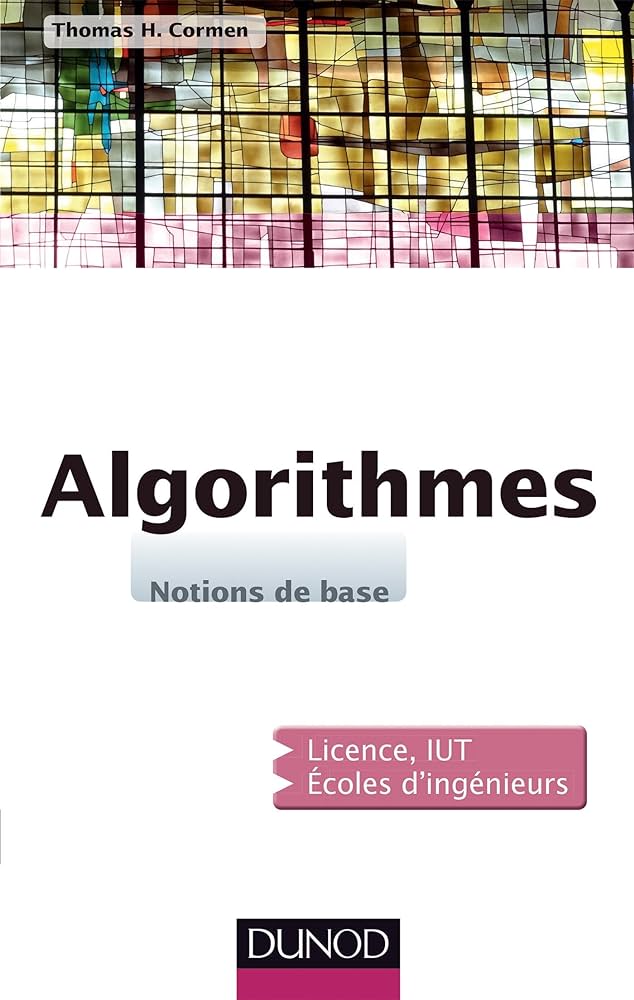 Thomas H. Cormen
Algorithmes
Notions de base
Licence, IUT
Écoles d'ingénieurs
DUNOD